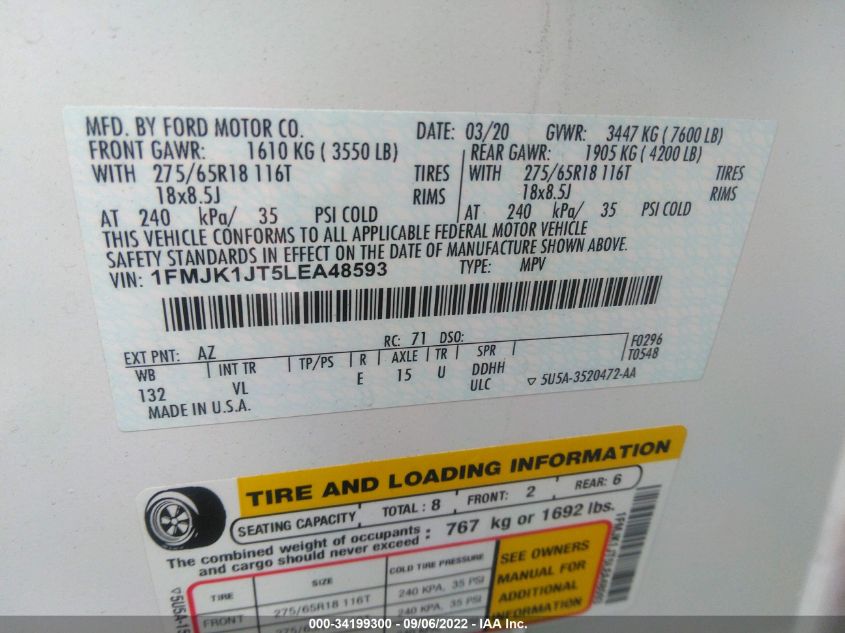 MFD. BY FORD MOTOR CO. DATE: 03/20 GVWR: 3447 KG ( 7600 LB)
FRONT GAWR: 1610 KG ( 3550 LB) REAR GAWR: 1905 KG ( 4200 LB)
WITH 275/65R18 116T TIRES WITH 275/65R18 116T TIRES
18x8.5J RIMS 18x8.5J RIMS
AT 240 kPa/ 35 PSI COLD AT 240 kPa/ 35 PSI COLD
THIS VEHICLE CONFORMS TO ALL APPLICABLE FEDERAL MOTOR VEHICLE
SAFETY STANDARDS IN EFFECT ON THE DATE OF MANUFACTURE SHOWN ABOVE.
VIN: 1FMJK1JT5LEA48593 TYPE: MPV
EXT PNT: AZ RC: 71 DSO: F0296
WB INT TR TP/PS R AXLE TR SPR T0548
132 VL E 15 U DDHH
ULC ▽ 5U5A-3520472-AA
MADE IN U.S.A.
TIRE AND LOADING INFORMATION
SEATING CAPACITY TOTAL : 8 FRONT: 2 REAR: 6
The combined weight of occupants and cargo should never exceed : 767 kg or 1692 lbs.
TIRE SIZE COLD TIRE PRESSURE
FRONT 275/65R18 116T 240 KPA, 35 PSI
SEE OWNERS
MANUAL FOR
ADDITIONAL
INFORMATION
000-34199300 - 09/06/2022 - IAA Inc.